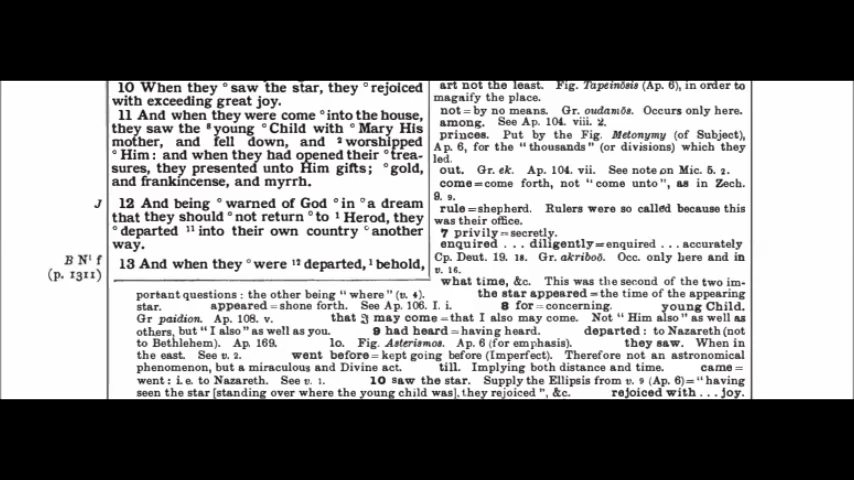 10 When they °saw the star, they °rejoiced
with exceeding great joy.
11 And when they were come °into the house,
they saw the ⁸young °Child with °Mary His
mother, and fell down, and ²worshipped
°Him: and when they had opened their °trea-
sures, they presented unto Him gifts; °gold,
and frankincense, and myrrh.
J
12 And being °warned of God °in °a dream
that they should °not return °to ¹Herod, they
°departed ¹¹into their own country °another
way.
B N¹ f
(p. 1311)
13 And when they °were ¹²departed, ¹behold,
art not the least. Fig. Tapeinōsis (Ap. 6), in order to
magnify the place.
not=by no means. Gr. oudamōs. Occurs only here.
among. See Ap. 104. viii. 2.
princes. Put by the Fig. Metonymy (of Subject),
Ap. 6, for the "thousands" (or divisions) which they
led.
out. Gr. ek. Ap. 104. vii. See note on Mic. 5. 2.
come=come forth, not "come unto", as in Zech.
9. 9.
rule=shepherd. Rulers were so called because this
was their office.
7 privily=secretly.
enquired . . . diligently=enquired . . . accurately
Cp. Deut. 19. 18. Gr. akriboō. Occ. only here and in
v. 16.
what time, &c. This was the second of the two im-
portant questions: the other being "where" (v. 4). the star appeared=the time of the appearing
star. appeared=shone forth. See Ap. 106. I. i. 8 for=concerning. young Child.
Gr paidion. Ap. 108. v. that I may come=that I also may come. Not "Him also" as well as
others, but "I also" as well as you. 9 had heard=having heard. departed: to Nazareth (not
to Bethlehem). Ap. 169. lo. Fig. Asterismos. Ap. 6 (for emphasis). they saw. When in
the east. See v. 2. went before=kept going before (Imperfect). Therefore not an astronomical
phenomenon, but a miraculous and Divine act. till. Implying both distance and time. came=
went: i.e. to Nazareth. See v. 1. 10 saw the star. Supply the Ellipsis from v. 9 (Ap. 6)="having
seen the star [standing over where the young child was], they rejoiced", &c. rejoiced with . . . joy.